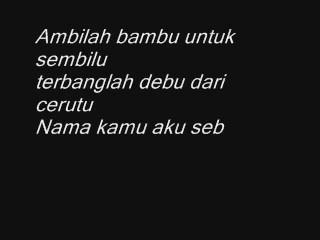 Ambilah bambu untuk
sembilu
terbanglah debu dari
cerutu
Nama kamu aku seb